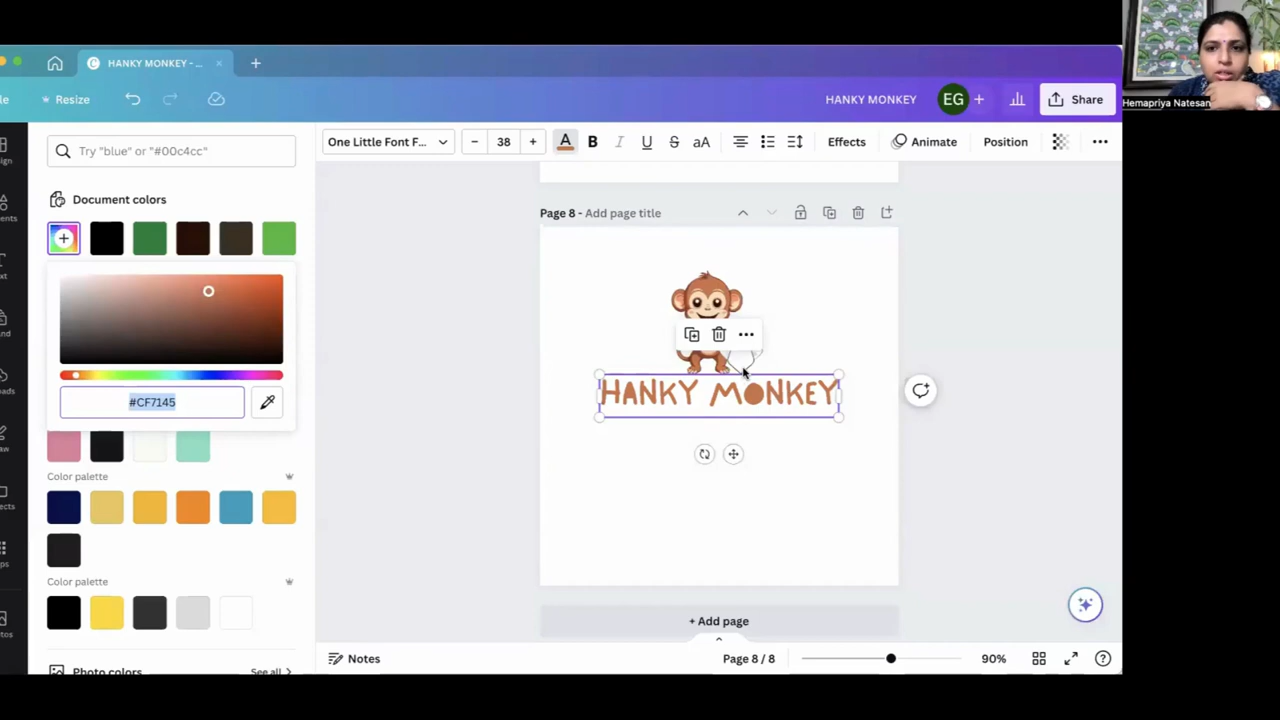 HANKY MONKEY - ...
le
Resize
HANKY MONKEY
EG
Share
Hemapriya Natesan
Try "blue" or "#00c4cc"
One Little Font F...
38
A
B
I
U
S
aA
Effects
Animate
Position
Document colors
#CF7145
Color palette
Color palette
Photo colors
See all
Page 8 - Add page title
HANKY MONKEY
+ Add page
Notes
Page 8 / 8
90%